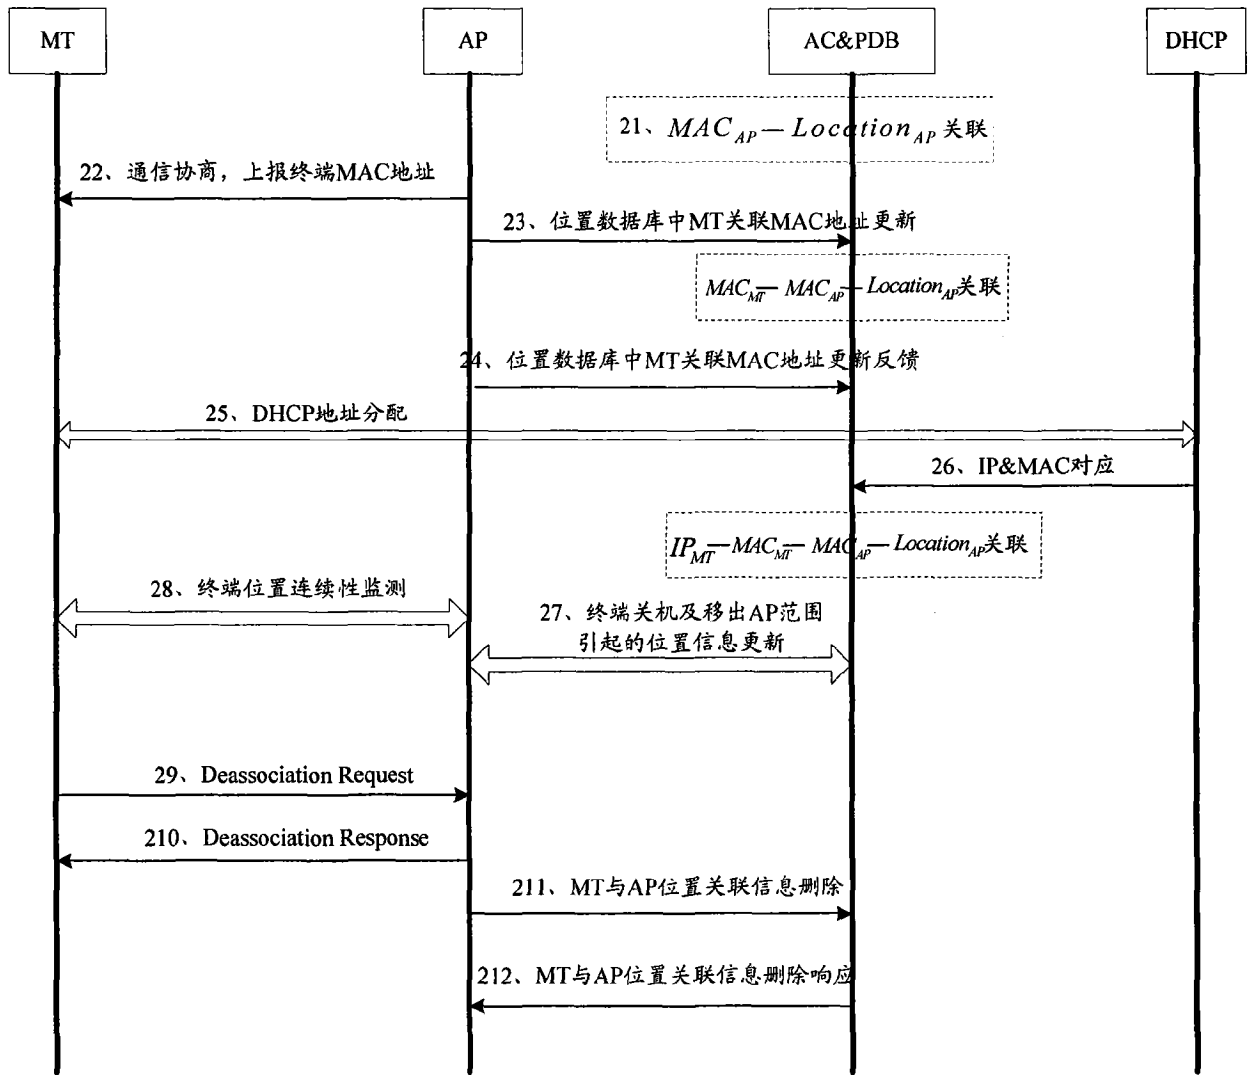 MT
AP
AC&PDB
DHCP
21、MAC_AP — Location_AP 关联
22、通信协商，上报终端MAC地址
23、位置数据库中MT关联MAC地址更新
MAC_MT — MAC_AP — Location_AP关联
24、位置数据库中MT关联MAC地址更新反馈
25、DHCP地址分配
26、IP&MAC对应
IP_MT — MAC_MT — MAC_AP — Location_AP关联
28、终端位置连续性监测
27、终端关机及移出AP范围
引起的位置信息更新
29、Deassociation Request
210、Deassociation Response
211、MT与AP位置关联信息删除
212、MT与AP位置关联信息删除响应